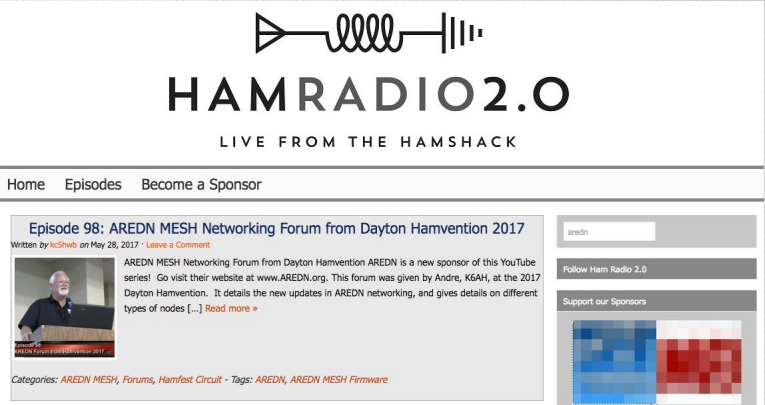 HAMRADIO2.0
LIVE FROM THE HAMSHACK
Home Episodes Become a Sponsor
Episode 98: AREDN MESH Networking Forum from Dayton Hamvention 2017
Written by kc5hwb on May 28, 2017 · Leave a Comment
AREDN MESH Networking Forum from Dayton Hamvention AREDN is a new sponsor of this YouTube
series! Go visit their website at www.AREDN.org. This forum was given by Andre, K6AH, at the 2017
Dayton Hamvention. It details the new updates in AREDN networking, and gives details on different
types of nodes [...] Read more »
Episode 98:
AREDN Forum from Hamvention 2017
Categories: AREDN MESH, Forums, Hamfest Circuit - Tags: AREDN, AREDN MESH Firmware
aredn
Follow Ham Radio 2.0
Support our Sponsors